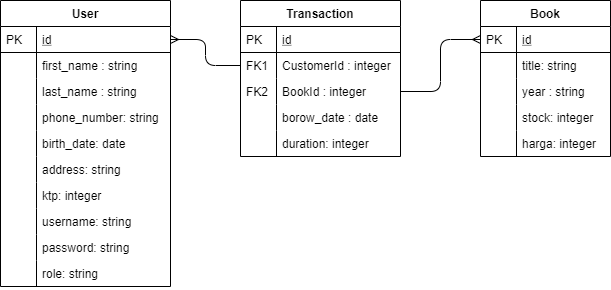 User
PK id
first_name : string
last_name : string
phone_number: string
birth_date: date
address: string
ktp: integer
username: string
password: string
role: string
Transaction
PK id
FK1 CustomerId : integer
FK2 BookId : integer
borow_date : date
duration: integer
Book
PK id
title: string
year : string
stock: integer
harga: integer